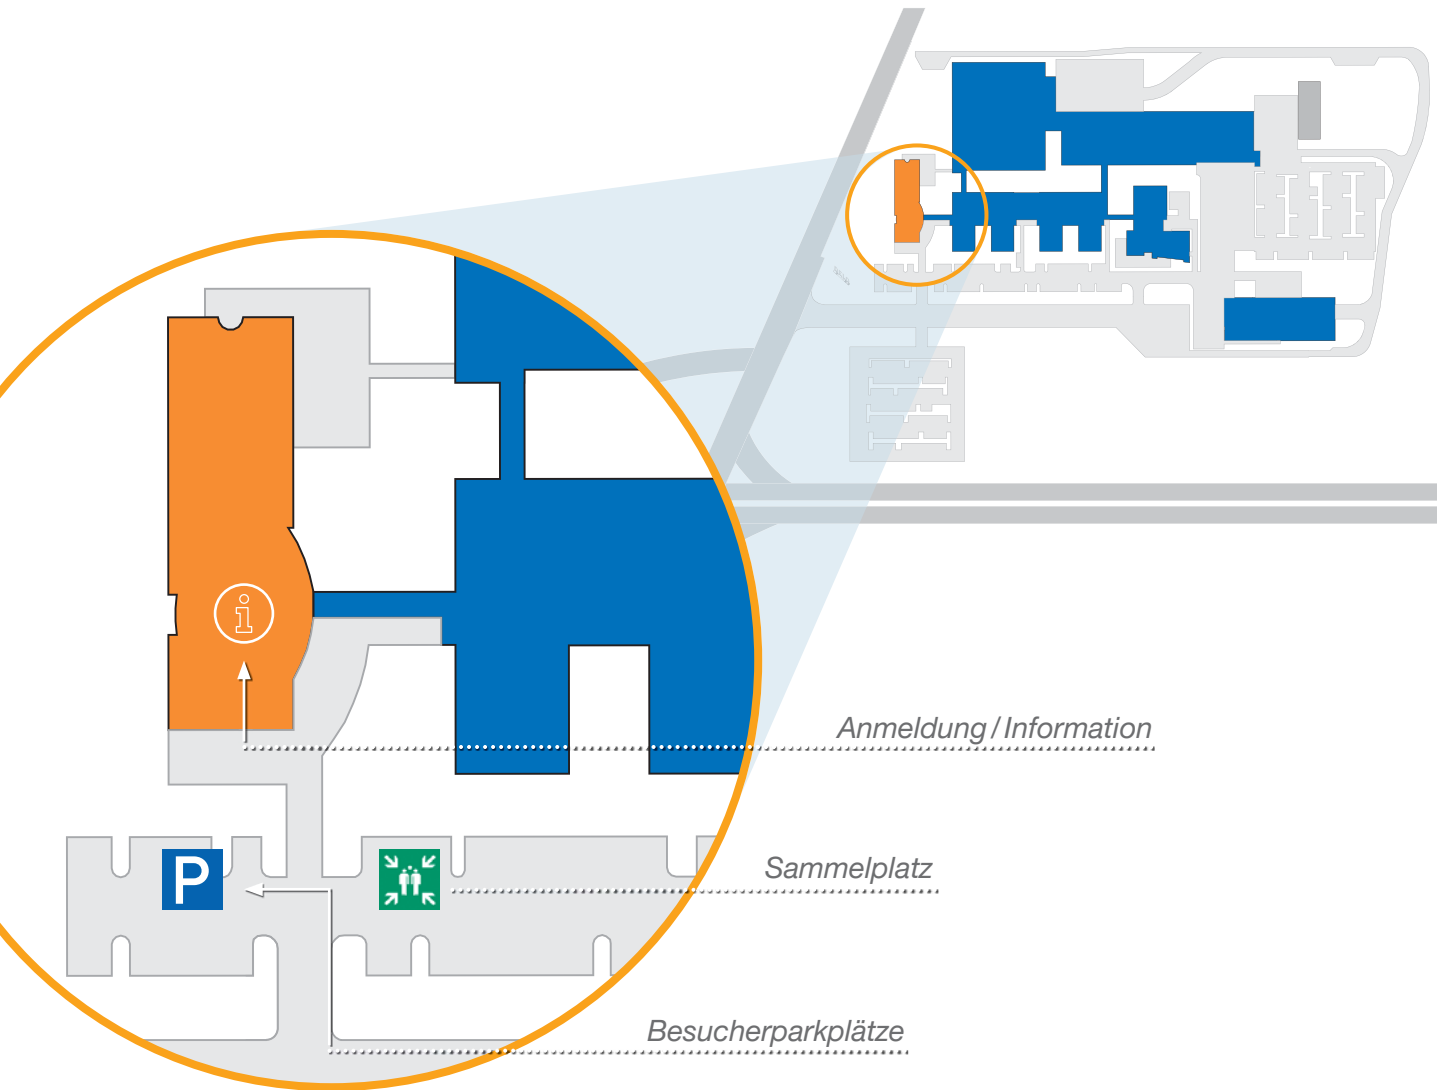 i
Anmeldung / Information
P
Sammelplatz
Besucherparkplätze